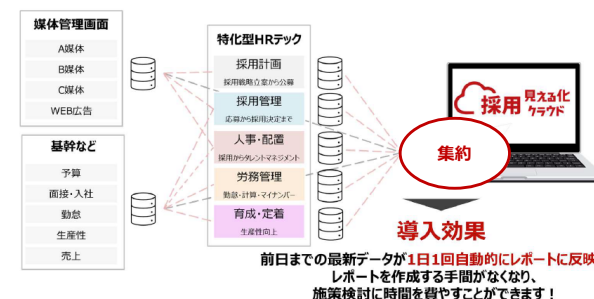 媒体管理画面
A媒体
B媒体
C媒体
WEB広告
基幹など
予算
面接・入社
勤怠
生産性
売上
特化型HRテック
採用計画
採用戦略立案から公募
採用管理
応募から採用決定まで
人事・配置
採用からタレントマネジメント
労務管理
勤怠・計算・マイナンバー
育成・定着
生産性向上
集約
採用 見える化
クラウド
導入効果
前日までの最新データが1日1回自動的にレポートに反映
レポートを作成する手間がなくなり、
施策検討に時間を費やすことができます！